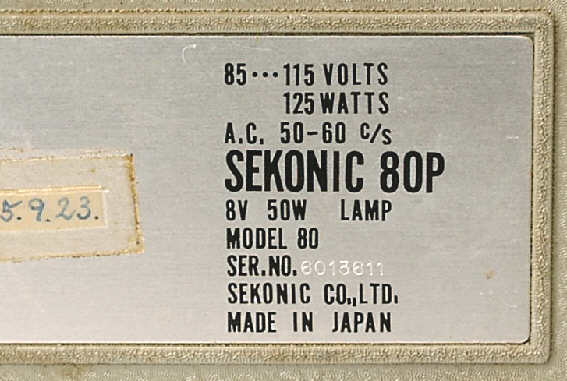 85···115 VOLTS
125 WATTS
A.C. 50-60 c/s
SEKONIC 80P
8V 50W LAMP
MODEL 80
SER.NO. 6013611
SEKONIC CO.,LTD.
MADE IN JAPAN
5.9.23.